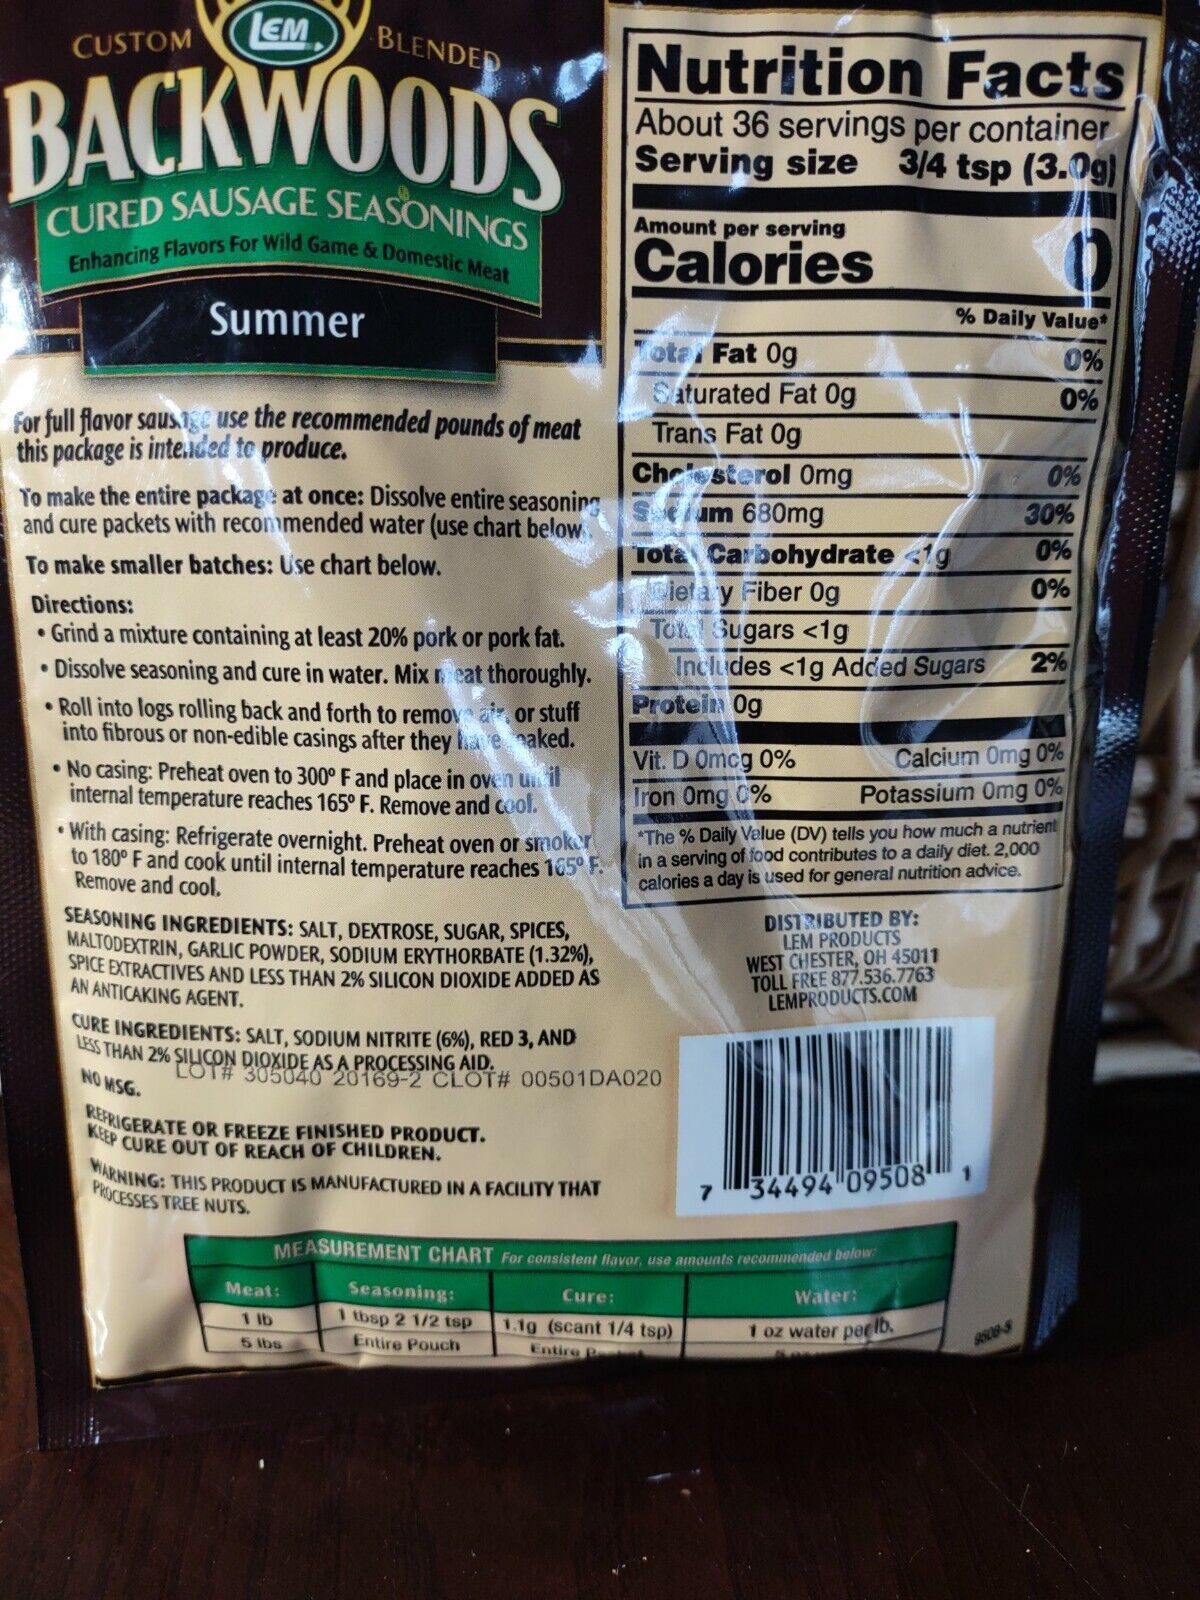 CUSTOM LEM BLENDED
BACKWOODS
CURED SAUSAGE SEASONINGS
Enhancing Flavors For Wild Game & Domestic Meat
Summer
For full flavor sausage use the recommended pounds of meat
this package is intended to produce.
To make the entire package at once: Dissolve entire seasoning
and cure packets with recommended water (use chart below).
To make smaller batches: Use chart below.
Directions:
• Grind a mixture containing at least 20% pork or pork fat.
• Dissolve seasoning and cure in water. Mix meat thoroughly.
• Roll into logs rolling back and forth to remove air, or stuff
into fibrous or non-edible casings after they have soaked.
• No casing: Preheat oven to 300° F and place in oven until
internal temperature reaches 165° F. Remove and cool.
• With casing: Refrigerate overnight. Preheat oven or smoker
to 180° F and cook until internal temperature reaches 165° F.
Remove and cool.
SEASONING INGREDIENTS: SALT, DEXTROSE, SUGAR, SPICES,
MALTODEXTRIN, GARLIC POWDER, SODIUM ERYTHORBATE (1.32%),
SPICE EXTRACTIVES AND LESS THAN 2% SILICON DIOXIDE ADDED AS
AN ANTICAKING AGENT.
CURE INGREDIENTS: SALT, SODIUM NITRITE (6%), RED 3, AND
LESS THAN 2% SILICON DIOXIDE AS A PROCESSING AID.
LOT# 305040 20169-2 CLOT# 00501DA020
NO MSG.
REFRIGERATE OR FREEZE FINISHED PRODUCT.
KEEP CURE OUT OF REACH OF CHILDREN.
WARNING: THIS PRODUCT IS MANUFACTURED IN A FACILITY THAT
PROCESSES TREE NUTS.
Nutrition Facts
About 36 servings per container
Serving size 3/4 tsp (3.0g)
Amount per serving
Calories 0
% Daily Value*
Total Fat 0g 0%
Saturated Fat 0g 0%
Trans Fat 0g
Cholesterol 0mg 0%
Sodium 680mg 30%
Total Carbohydrate <1g 0%
Dietary Fiber 0g 0%
Total Sugars <1g
Includes <1g Added Sugars 2%
Protein 0g
Vit. D 0mcg 0% Calcium 0mg 0%
Iron 0mg 0% Potassium 0mg 0%
*The % Daily Value (DV) tells you how much a nutrient
in a serving of food contributes to a daily diet. 2,000
calories a day is used for general nutrition advice.
DISTRIBUTED BY:
LEM PRODUCTS
WEST CHESTER, OH 45011
TOLL FREE 877.536.7763
LEMPRODUCTS.COM
7 34494 09508 1
MEASUREMENT CHART For consistent flavor, use amounts recommended below:
Meat: Seasoning: Cure: Water:
1 lb 1 tbsp 2 1/2 tsp 1.1g (scant 1/4 tsp) 1 oz water per lb.
5 lbs Entire Pouch Entire
9508-S